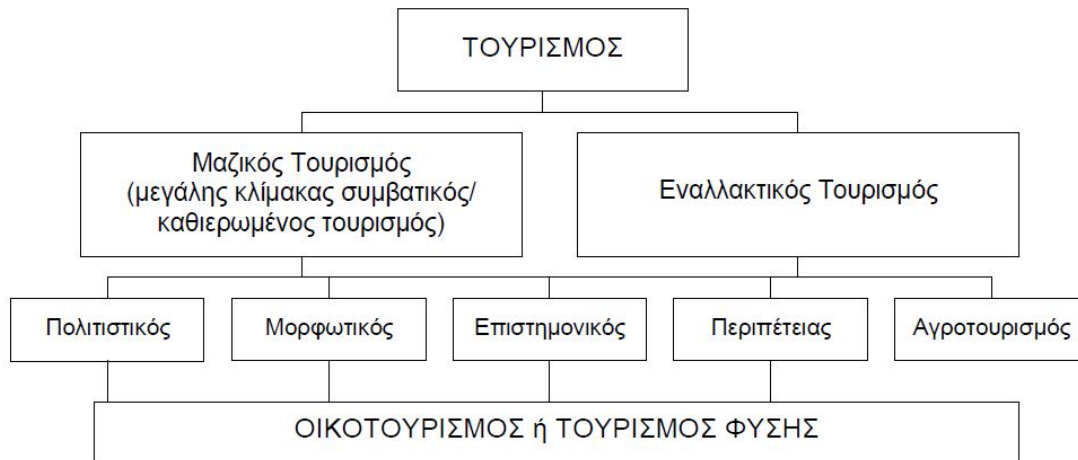 ΤΟΥΡΙΣΜΟΣ
Μαζικός Τουρισμός
(μεγάλης κλίμακας συμβατικός/
καθιερωμένος τουρισμός)
Εναλλακτικός Τουρισμός
Πολιτιστικός
Μορφωτικός
Επιστημονικός
Περιπέτειας
Αγροτουρισμός
ΟΙΚΟΤΟΥΡΙΣΜΟΣ ή ΤΟΥΡΙΣΜΟΣ ΦΥΣΗΣ